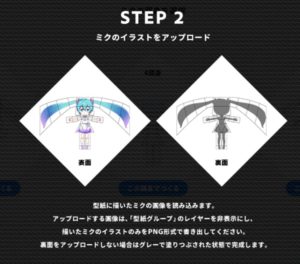 STEP 2
ミクのイラストをアップロード
表面
裏面
型紙に描いたミクの画像を読み込みます。
アップロードする画像は、「型紙グループ」のレイヤーを非表示にし、
描いたミクのイラストのみをPNG形式で書き出してください。
裏面をアップロードしない場合はグレーで塗りつぶされた状態で完成します。